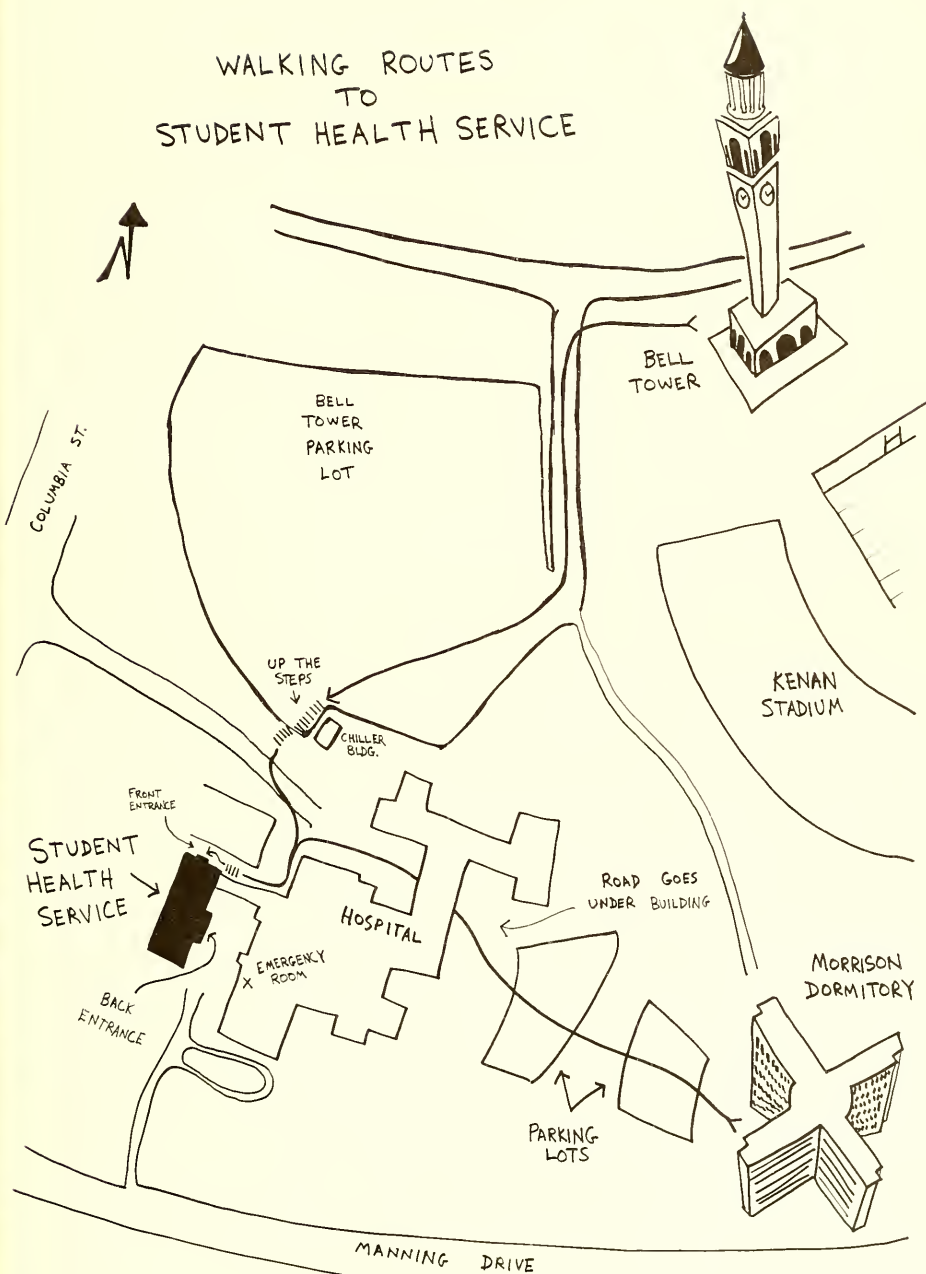 WALKING ROUTES
TO
STUDENT HEALTH SERVICE
N
BELL
TOWER
BELL
TOWER
PARKING
LOT
COLUMBIA ST.
H
UP THE
STEPS
CHILLER
BLDG.
KENAN
STADIUM
FRONT
ENTRANCE
STUDENT
HEALTH
SERVICE
HOSPITAL
ROAD GOES
UNDER BUILDING
X EMERGENCY
ROOM
MORRISON
DORMITORY
BACK
ENTRANCE
PARKING
LOTS
MANNING DRIVE